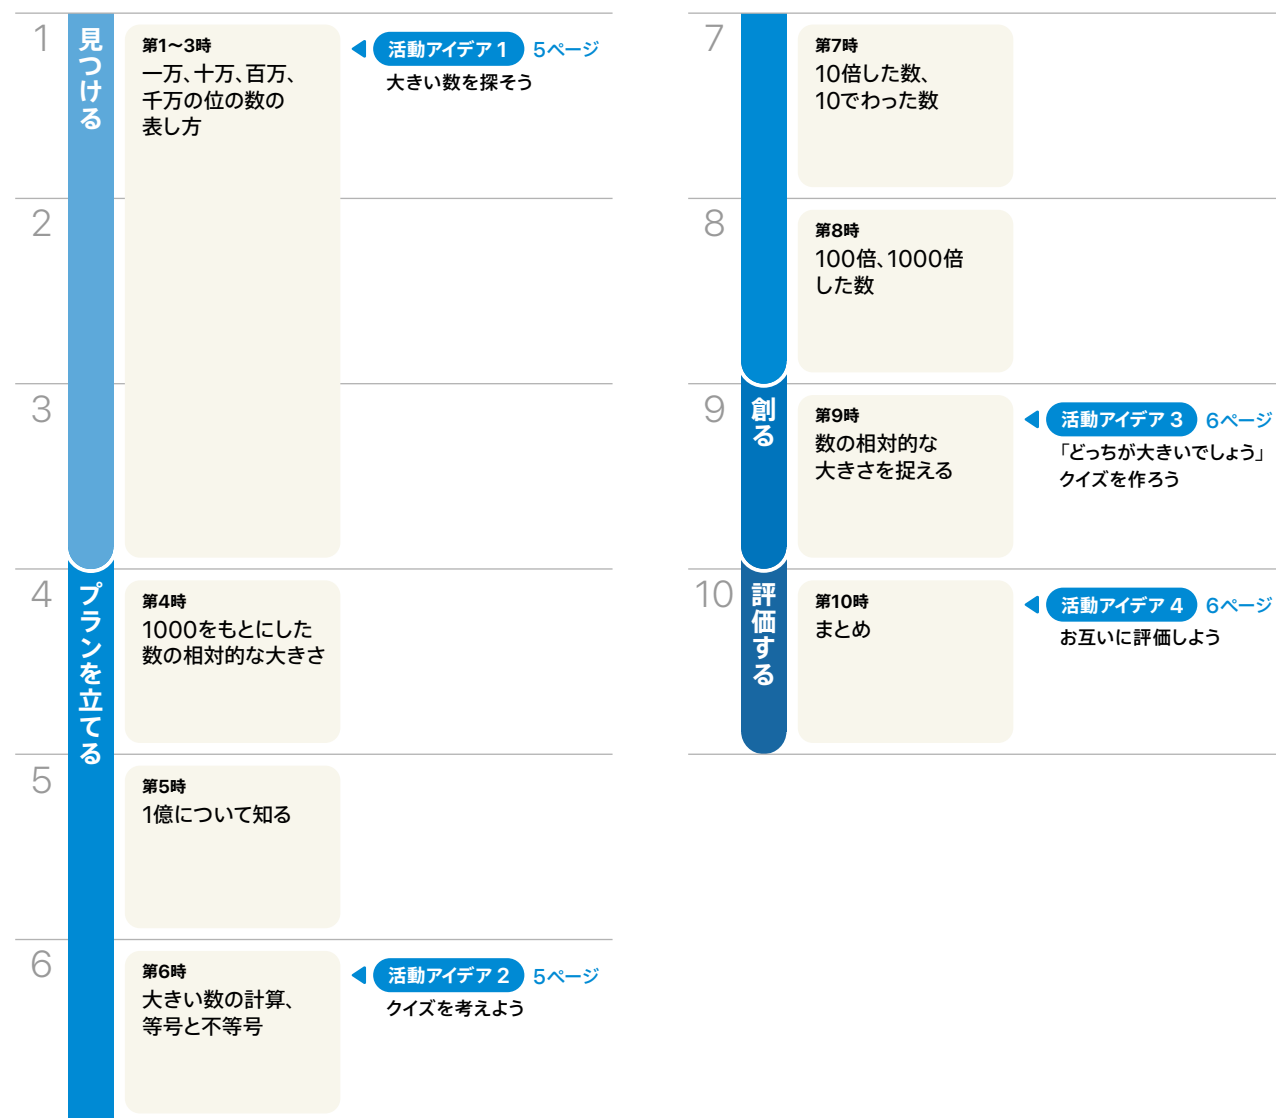 1
見つける
第1〜3時
一万、十万、百万、
千万の位の数の
表し方
活動アイデア 1 5ページ
大きい数を探そう
2
3
4
プランを立てる
第4時
1000をもとにした
数の相対的な大きさ
5
第5時
1億について知る
6
第6時
大きい数の計算、
等号と不等号
活動アイデア 2 5ページ
クイズを考えよう
7
第7時
10倍した数、
10でわった数
8
第8時
100倍、1000倍
した数
9
創る
第9時
数の相対的な
大きさを捉える
活動アイデア 3 6ページ
「どっちが大きいでしょう」
クイズを作ろう
10
評価する
第10時
まとめ
活動アイデア 4 6ページ
お互いに評価しよう